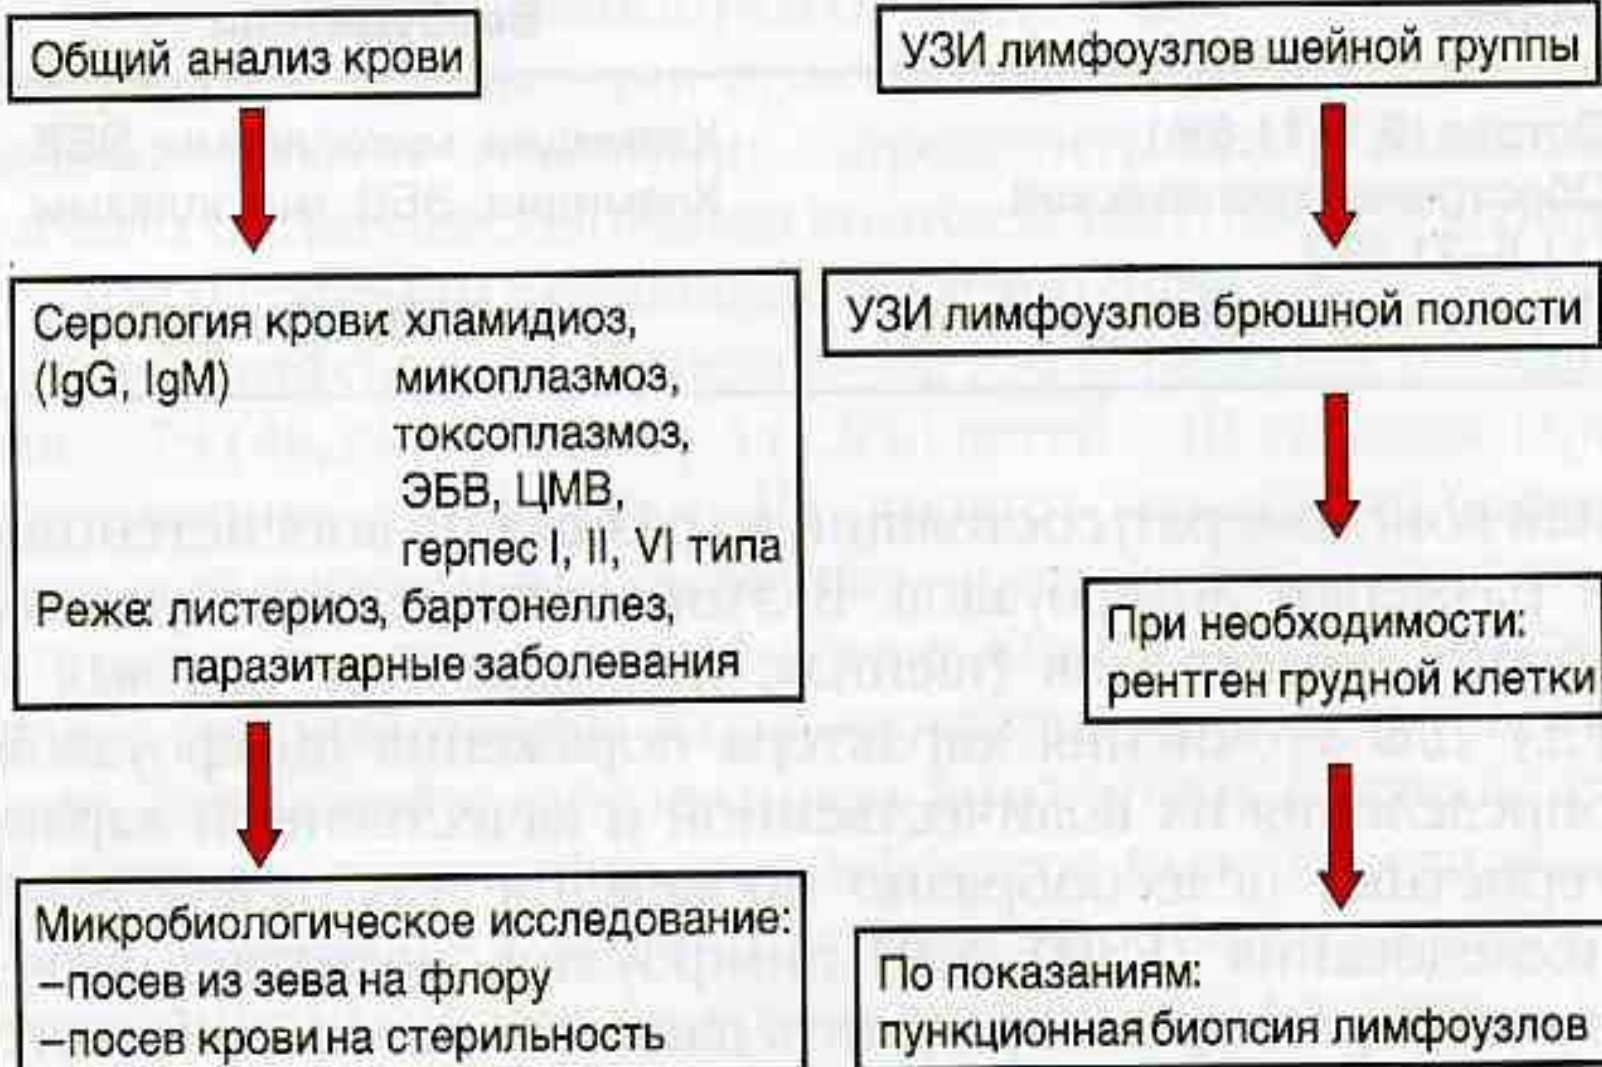 Общий анализ крови
Серология крови: хламидиоз,
(IgG, IgM) микоплазмоз,
токсоплазмоз,
ЭБВ, ЦМВ,
герпес I, II, VI типа
Реже: листериоз, бартонеллез,
паразитарные заболевания
Микробиологическое исследование:
–посев из зева на флору
–посев крови на стерильность
УЗИ лимфоузлов шейной группы
УЗИ лимфоузлов брюшной полости
При необходимости:
рентген грудной клетки
По показаниям:
пункционная биопсия лимфоузлов